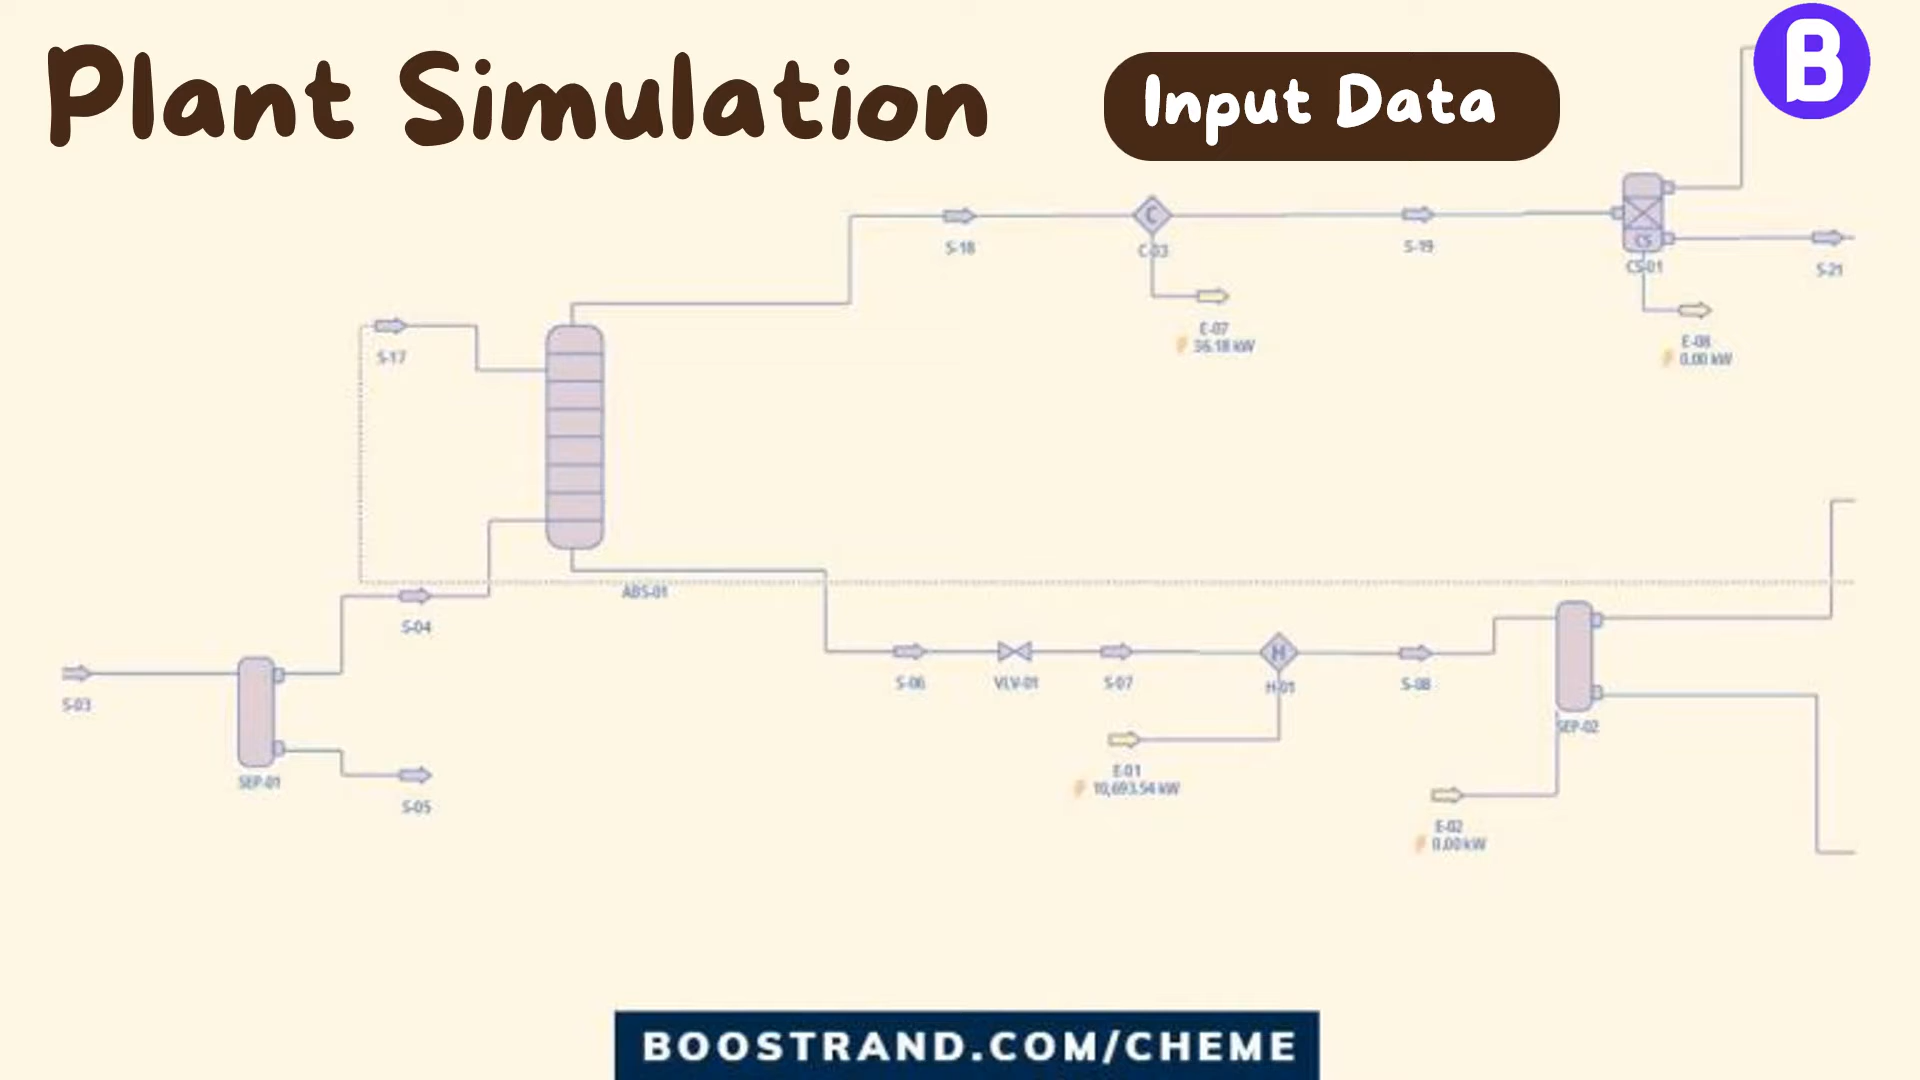 Plant Simulation
Input Data
B
C
S-18
C-03
S-19
CS
CS-01
S-21
E-07
36.18 kW
E-08
0.00 kW
S-17
ABS-01
S-04
S-03
SEP-01
S-05
S-06
VLV-01
S-07
H
H-01
S-08
SEP-02
E-01
10,693.54 kW
E-02
0.00 kW
BOOSTRAND.COM/CHEME